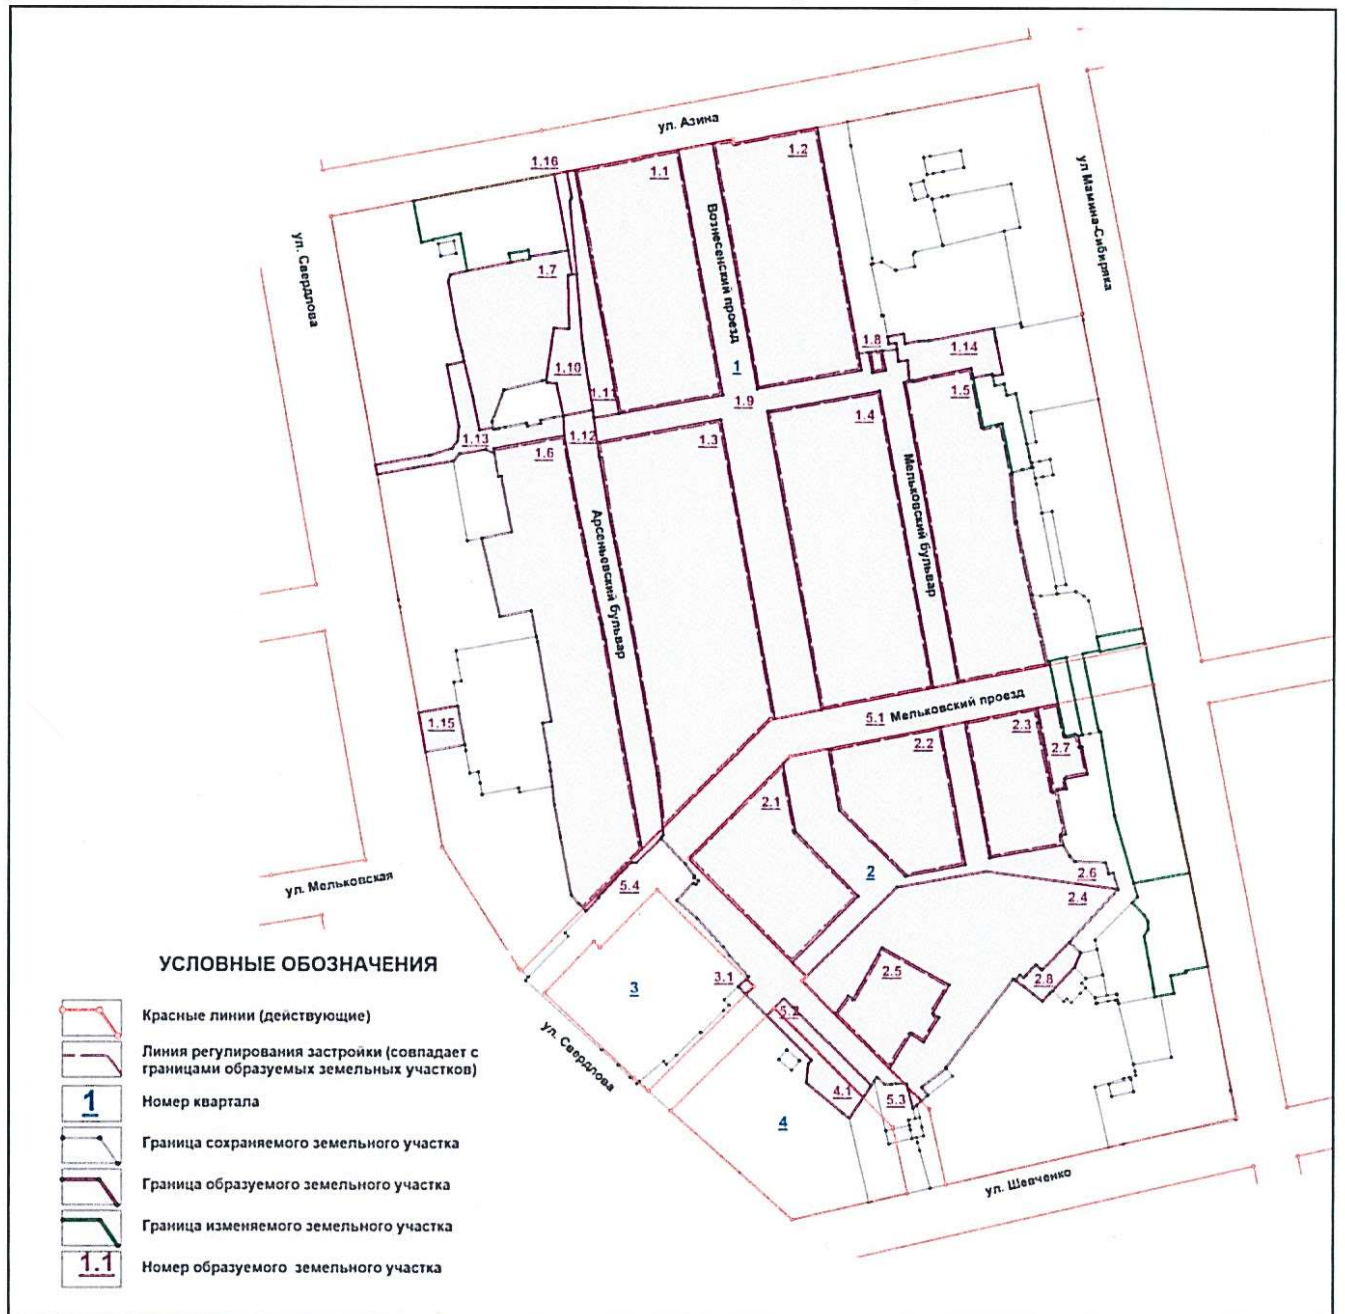 ул. Азина
1.16
1.1
1.2
ул. Свердлова
ул Мамина-Сибиряка
Вознесенский проезд
1.7
1
1.8
1.14
1.10
1.11
1.9
1.5
1.4
1.13
1.12
1.6
1.3
Мельковский бульвар
Арсеньевский бульвар
1.15
5.1 Мельковский проезд
2.3
2.2
2.7
2.1
2
2.6
2.4
5.4
ул. Мельковская
2.5
2.8
3.1
3
5.2
ул. Свердлова
4.1
5.3
4
ул. Шевченко
УСЛОВНЫЕ ОБОЗНАЧЕНИЯ
Красные линии (действующие)
Линия регулирования застройки (совпадает с
границами образуемых земельных участков)
1 Номер квартала
Граница сохраняемого земельного участка
Граница образуемого земельного участка
Граница изменяемого земельного участка
1.1 Номер образуемого земельного участка